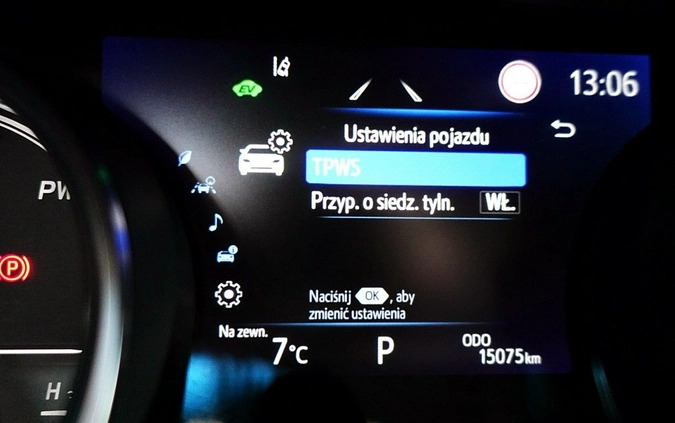 EV
13:06
Ustawienia pojazdu
TPWS
Przyp. o siedz. tyln. WŁ.
PW
P
Naciśnij OK, aby
zmienić ustawienia
Na zewn.
7°C
P
ODO
15075km
H